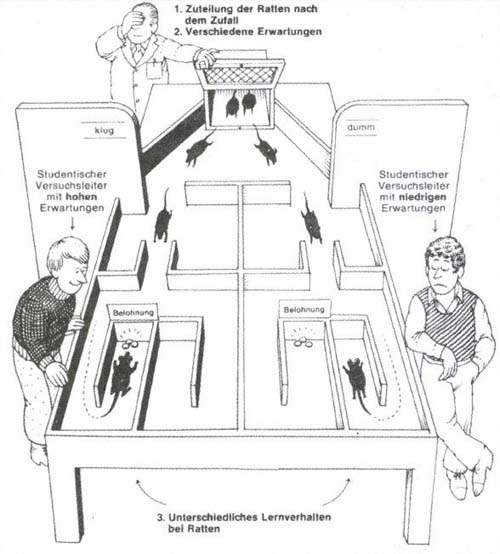 1. Zuteilung der Ratten nach
dem Zufall
2. Verschiedene Erwartungen
klug
dumm
Studentischer
Versuchsleiter
mit hohen
Erwartungen
Studentischer
Versuchsleiter
mit niedrigen
Erwartungen
Belohnung
Belohnung
3. Unterschiedliches Lernverhalten
bei Ratten